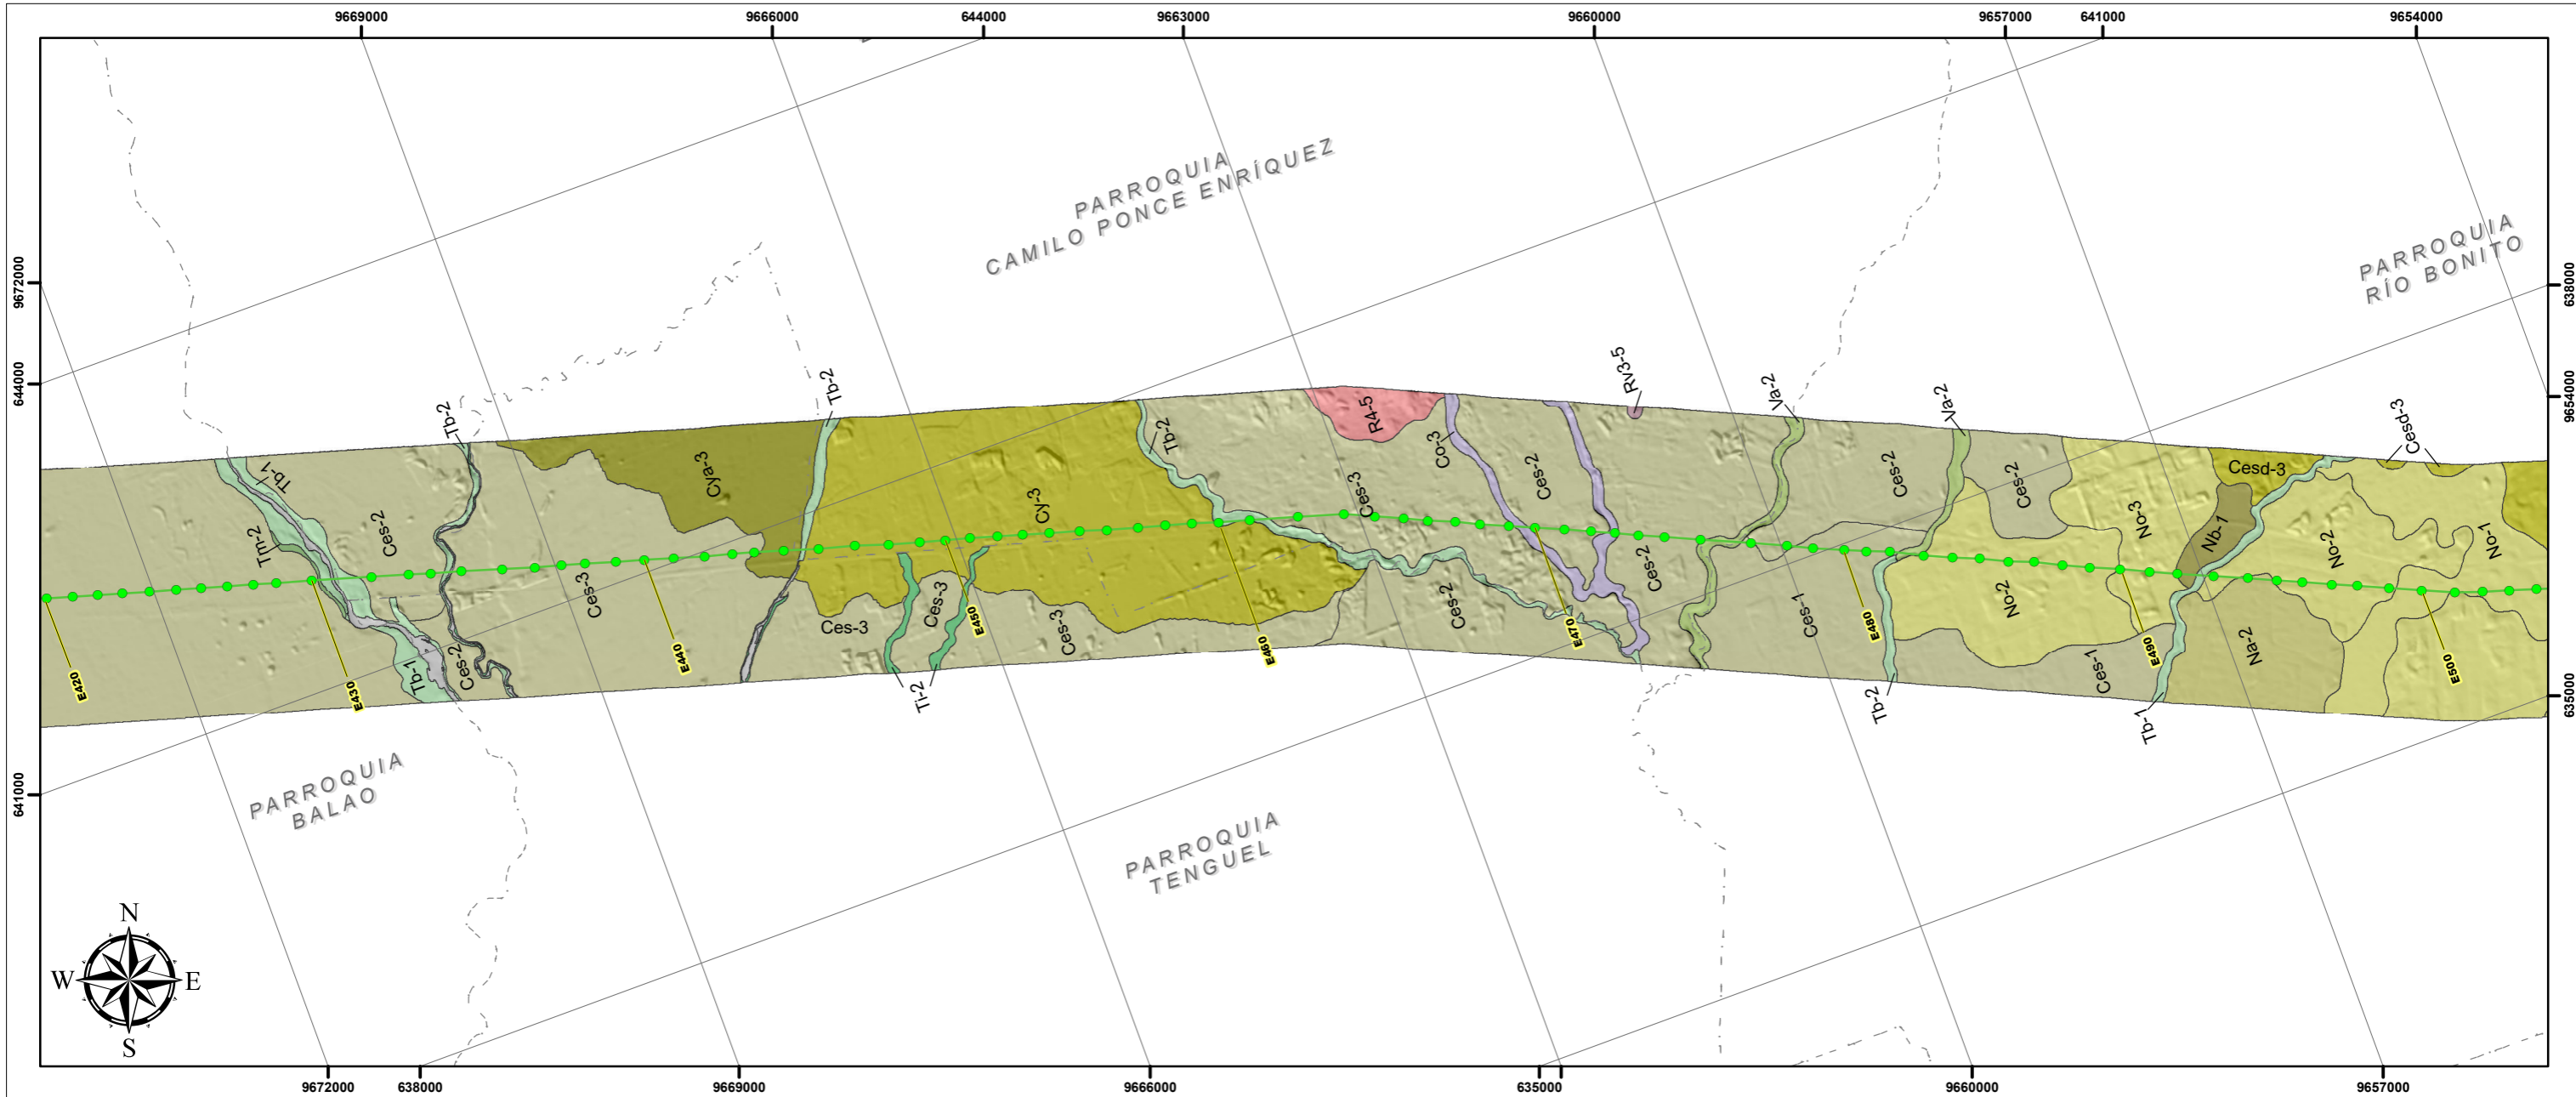 9669000
9666000
644000
9663000
9660000
9657000
641000
9654000
9672000
644000
641000
638000
9654000
635000
PARROQUIA
CAMILO PONCE ENRÍQUEZ
PARROQUIA
RÍO BONITO
PARROQUIA
BALAO
PARROQUIA
TENGUEL
Tb-1
Tm-2
Ces-2
Tb-2
Tb-1
Ces-2
Ces-3
Cya-3
Tb-2
Ces-3
Ces-3
Ti-2
Cy-3
Ces-3
Tb-2
R4-5
Ces-3
Co-3
Ces-2
Ces-2
Rv3-5
Ces-2
Va-2
Ces-1
Ces-2
Va-2
Tb-2
Ces-2
No-2
No-3
Ces-1
Tb-1
Nb-1
Cesd-3
Na-2
No-2
Cesd-3
No-1
E420
E430
E440
E450
E460
E470
E480
E490
E500
N
W
E
S
9672000
638000
9669000
9666000
635000
9660000
9657000